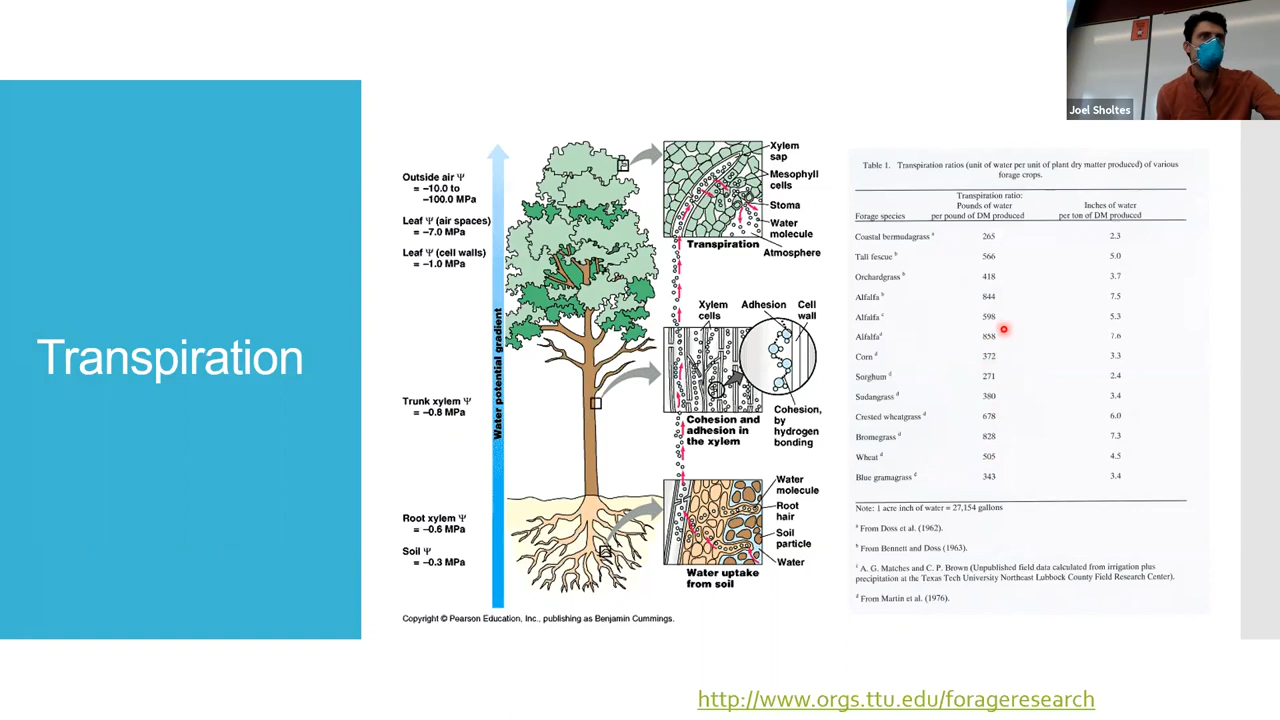 Joel Sholtes
Transpiration
Outside air Ψ
= –10.0 to
–100.0 MPa
Leaf Ψ (air spaces)
= –7.0 MPa
Leaf Ψ (cell walls)
= –1.0 MPa
Trunk xylem Ψ
= –0.8 MPa
Root xylem Ψ
= –0.6 MPa
Soil Ψ
= –0.3 MPa
Water potential gradient
Xylem
sap
Mesophyll
cells
Stoma
Water
molecule
Transpiration
Atmosphere
Xylem
cells
Adhesion
Cell
wall
Cohesion and
adhesion in
the xylem
Cohesion,
by
hydrogen
bonding
Water
molecule
Root
hair
Soil
particle
Water
Water uptake
from soil
Copyright © Pearson Education, Inc., publishing as Benjamin Cummings.
Table 1. Transpiration ratios (unit of water per unit of plant dry matter produced) of various
forage crops.
Transpiration ratio:
Pounds of water Inches of water
Forage species per pound of DM produced per ton of DM produced
Coastal bermudagrass a 265 2.3
Tall fescue b 566 5.0
Orchardgrass b 418 3.7
Alfalfa b 844 7.5
Alfalfa c 598 5.3
Alfalfa d 858 7.6
Corn d 372 3.3
Sorghum d 271 2.4
Sudangrass d 380 3.4
Crested wheatgrass d 678 6.0
Bromegrass d 828 7.3
Wheat d 505 4.5
Blue gramagrass d 343 3.4
Note: 1 acre inch of water = 27,154 gallons
a From Doss et al. (1962).
b From Bennett and Doss (1963).
c A. G. Matches and C. P. Brown (Unpublished field data calculated from irrigation plus
precipitation at the Texas Tech University Northeast Lubbock County Field Research Center).
d From Martin et al. (1976).
http://www.orgs.ttu.edu/forageresearch